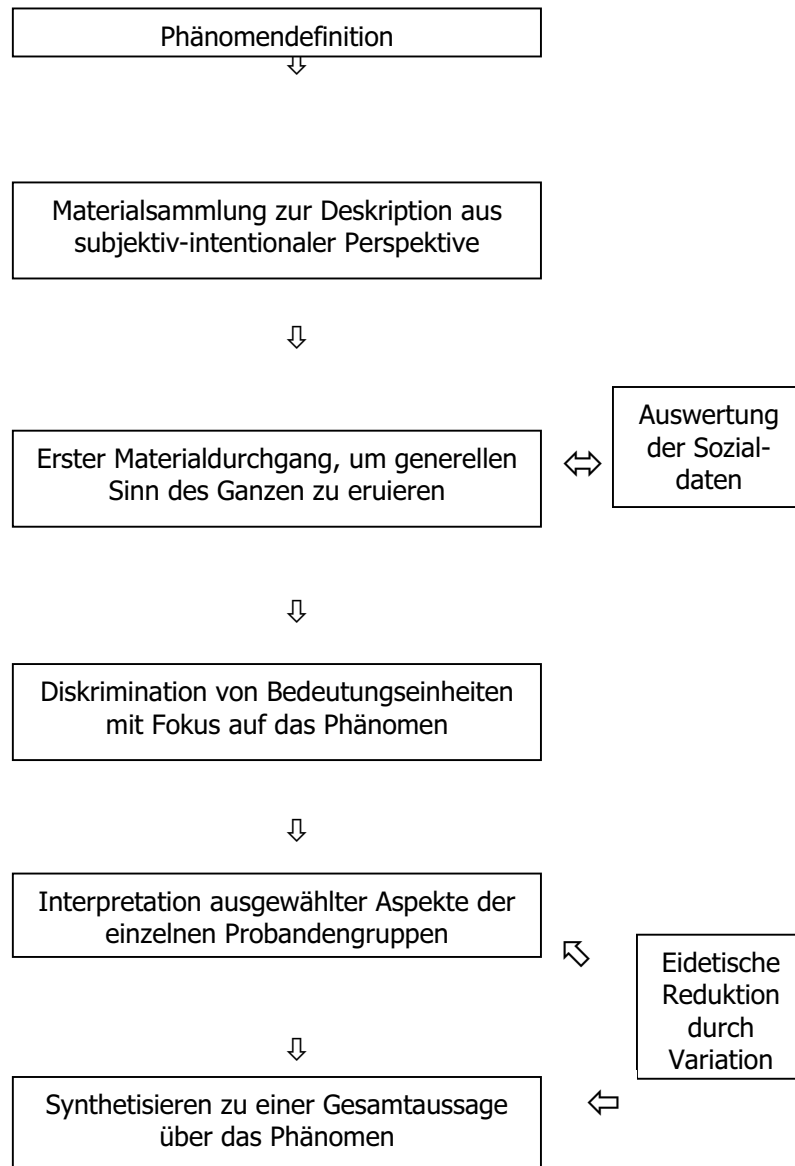 Phänomendefinition
Materialsammlung zur Deskription aus
subjektiv-intentionaler Perspektive
Erster Materialdurchgang, um generellen
Sinn des Ganzen zu eruieren
Auswertung
der Sozial-
daten
Diskrimination von Bedeutungseinheiten
mit Fokus auf das Phänomen
Interpretation ausgewählter Aspekte der
einzelnen Probandengruppen
Eidetische
Reduktion
durch
Variation
Synthetisieren zu einer Gesamtaussage
über das Phänomen